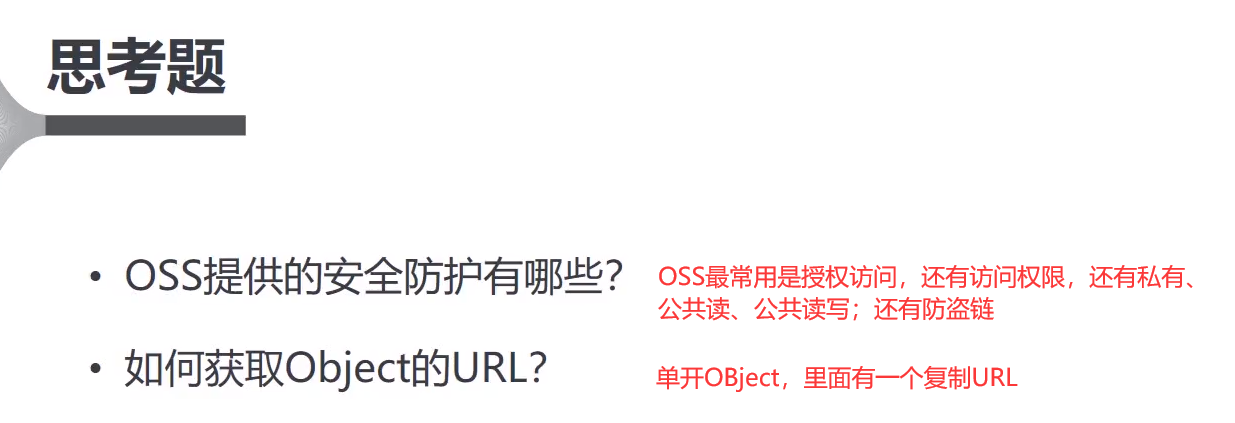 思考题
• OSS提供的安全防护有哪些？
OSS最常用是授权访问，还有访问权限，还有私有、
公共读、公共读写；还有防盗链
• 如何获取Object的URL？
单开OBject，里面有一个复制URL